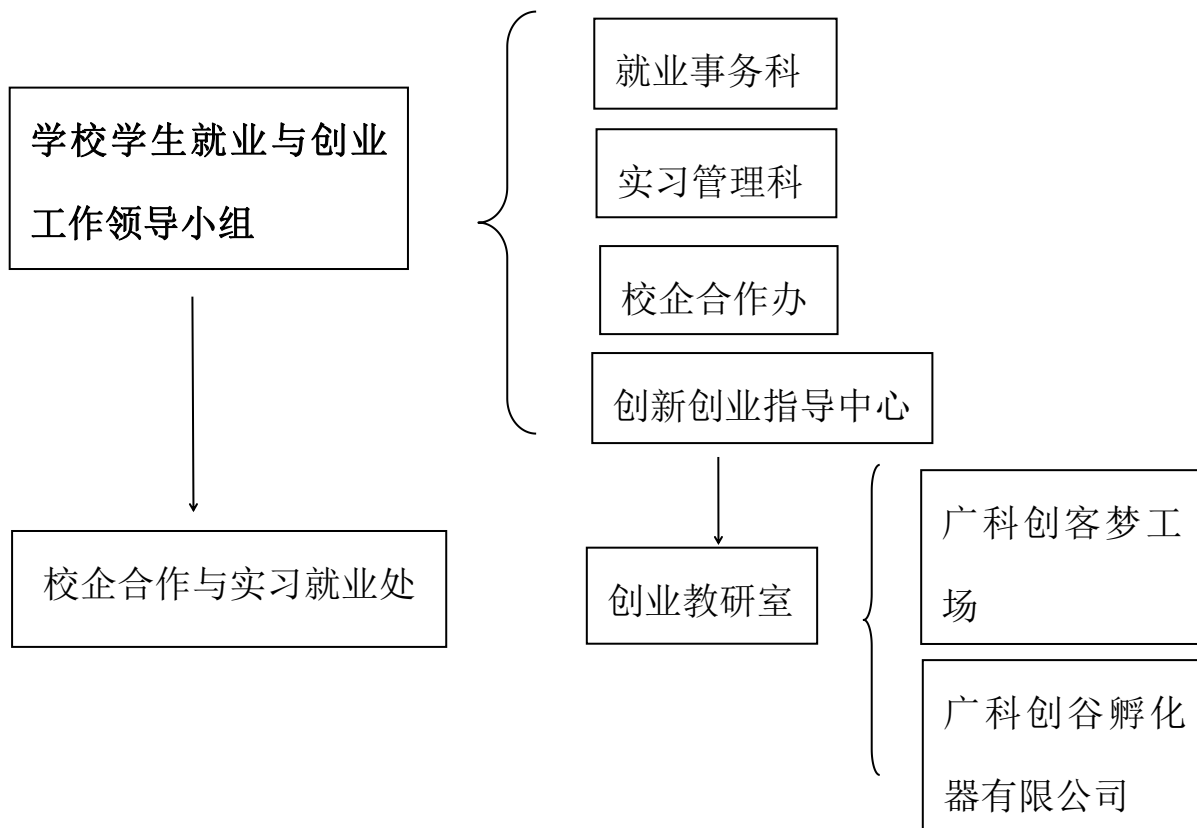 学校学生就业与创业
工作领导小组
就业事务科
实习管理科
校企合作办
创新创业指导中心
校企合作与实习就业处
创业教研室
广科创客梦工
场
广科创谷孵化
器有限公司